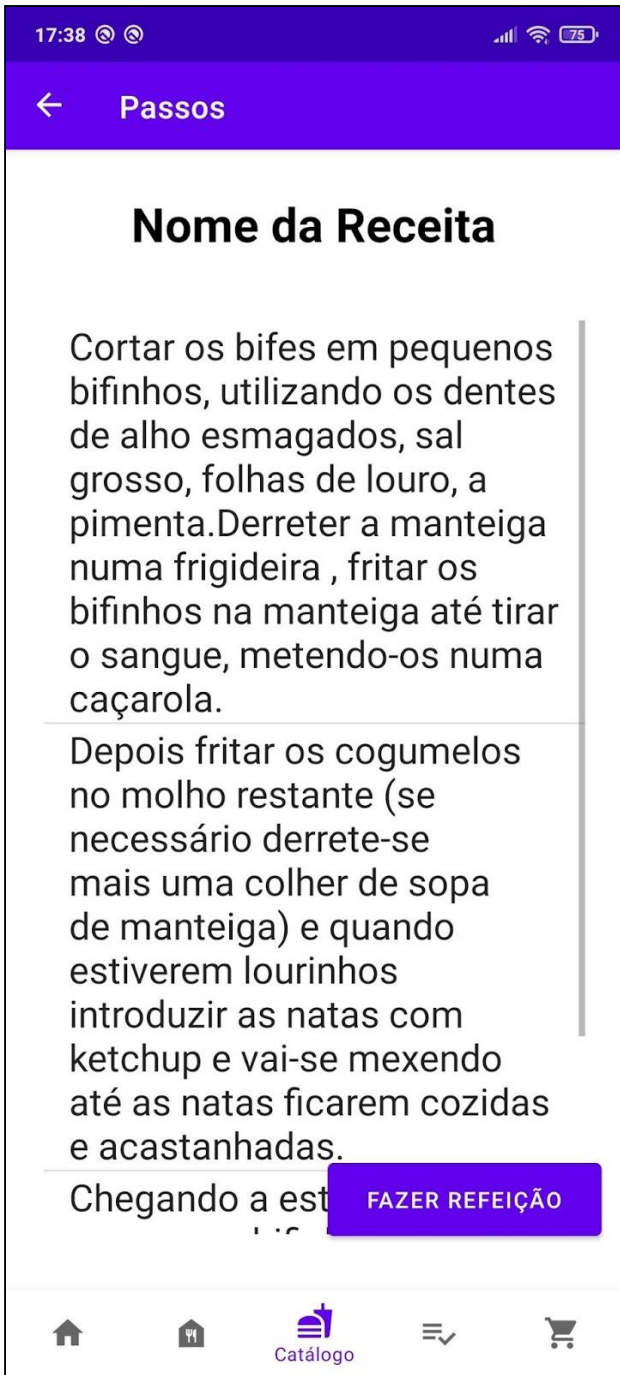 17:38
75
Passos
Nome da Receita
Cortar os bifes em pequenos
bifinhos, utilizando os dentes
de alho esmagados, sal
grosso, folhas de louro, a
pimenta.Derreter a manteiga
numa frigideira , fritar os
bifinhos na manteiga até tirar
o sangue, metendo-os numa
caçarola.
Depois fritar os cogumelos
no molho restante (se
necessário derrete-se
mais uma colher de sopa
de manteiga) e quando
estiverem lourinhos
introduzir as natas com
ketchup e vai-se mexendo
até as natas ficarem cozidas
e acastanhadas.
Chegando a est
FAZER REFEIÇÃO
Catálogo